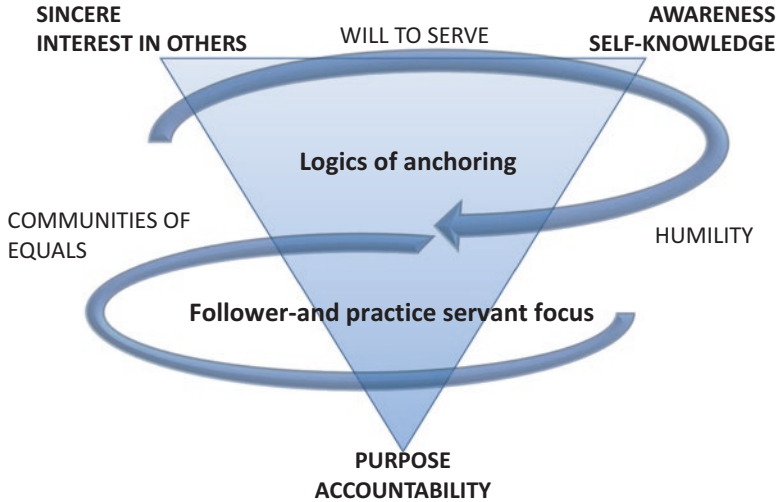 SINCERE
INTEREST IN OTHERS
WILL TO SERVE
AWARENESS
SELF-KNOWLEDGE
Logics of anchoring
COMMUNITIES OF
EQUALS
HUMILITY
Follower-and practice servant focus
PURPOSE
ACCOUNTABILITY